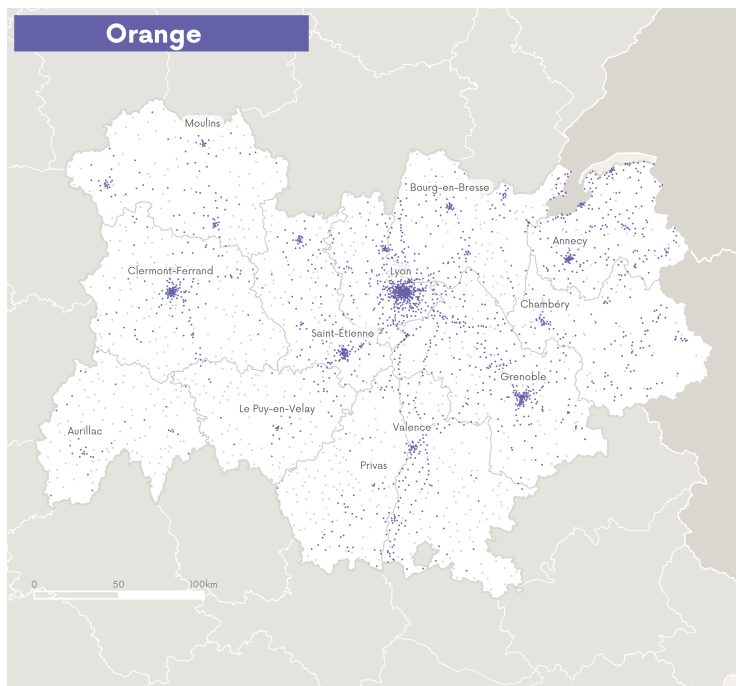 Orange
Moulins
Bourg-en-Bresse
Annecy
Clermont-Ferrand
Lyon
Chambéry
Saint-Étienne
Grenoble
Le Puy-en-Velay
Valence
Aurillac
Privas
0 50 100km